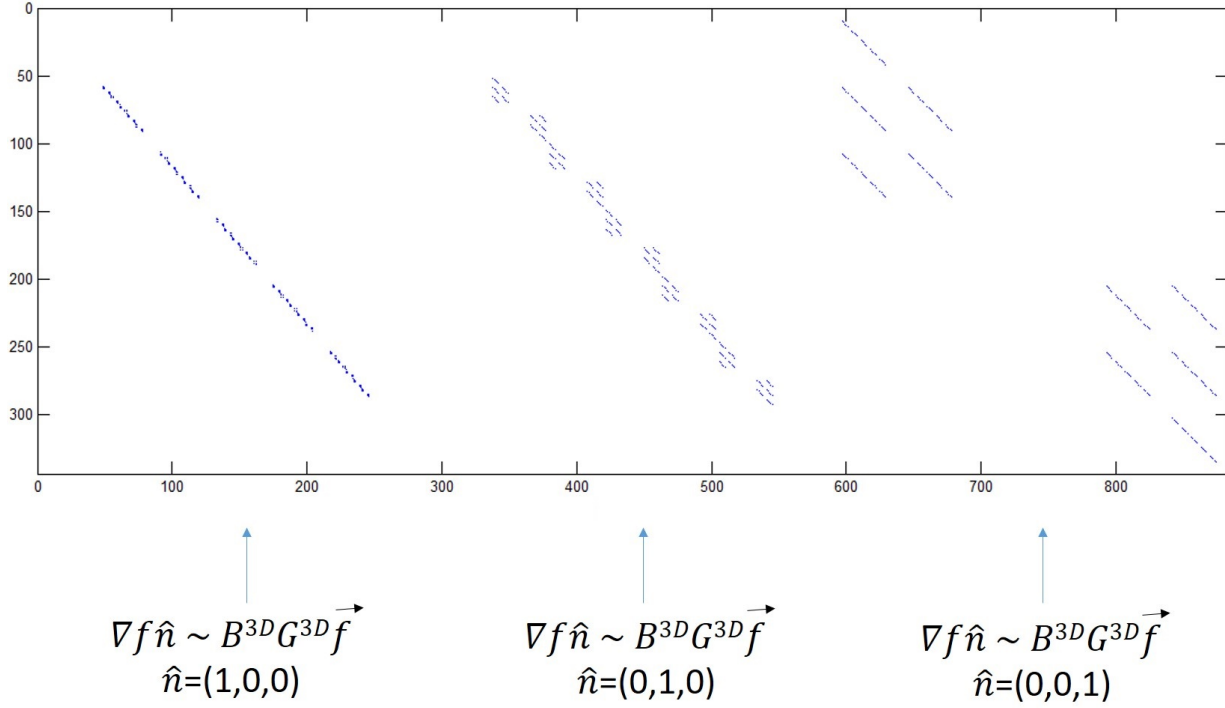 0
50
100
150
200
250
300
0 100 200 300 400 500 600 700 800
∇f n̂ ~ B³ᴰG³ᴰf⃗ ∇f n̂ ~ B³ᴰG³ᴰf⃗ ∇f n̂ ~ B³ᴰG³ᴰf⃗
n̂=(1,0,0) n̂=(0,1,0) n̂=(0,0,1)